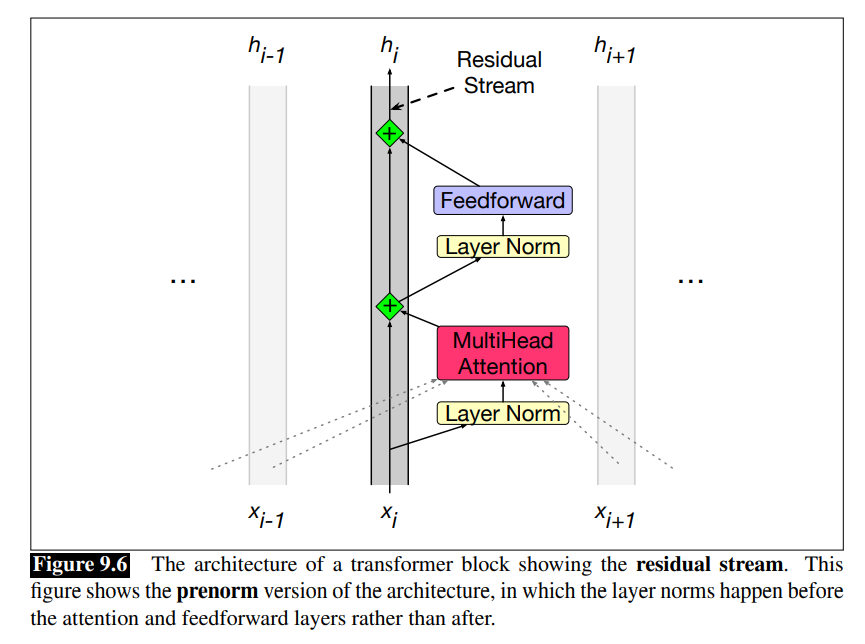 h_{i-1} h_i h_{i+1}
Residual
Stream
+
Feedforward
Layer Norm
... ...
+
MultiHead
Attention
Layer Norm
x_{i-1} x_i x_{i+1}
Figure 9.6 The architecture of a transformer block showing the residual stream. This
figure shows the prenorm version of the architecture, in which the layer norms happen before
the attention and feedforward layers rather than after.